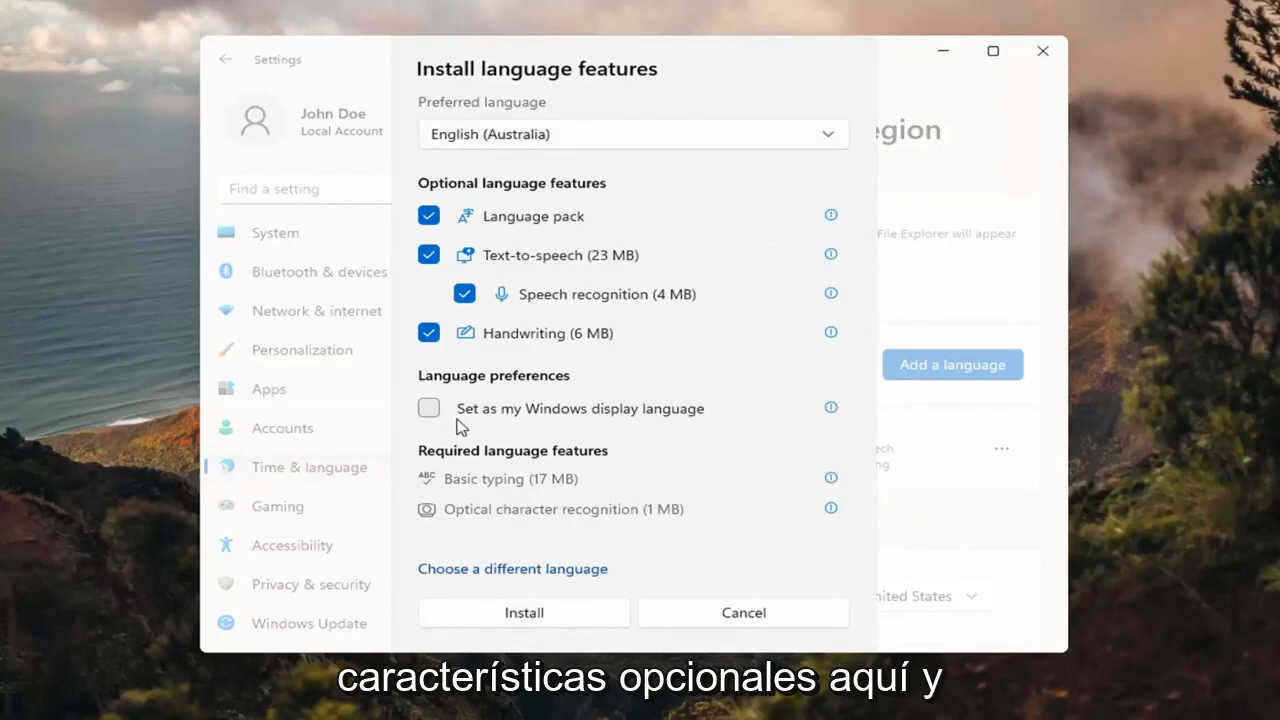 Settings
John Doe
Local Account
Find a setting
System
Bluetooth & devices
Network & internet
Personalization
Apps
Accounts
Time & language
Gaming
Accessibility
Privacy & security
Windows Update
Install language features
Preferred language
English (Australia)
Optional language features
Language pack
Text-to-speech (23 MB)
Speech recognition (4 MB)
Handwriting (6 MB)
Language preferences
Set as my Windows display language
Required language features
ABC
Basic typing (17 MB)
Optical character recognition (1 MB)
Choose a different language
Install
Cancel
egion
File Explorer will appear
Add a language
ech
ng
nited States
características opcionales aquí y